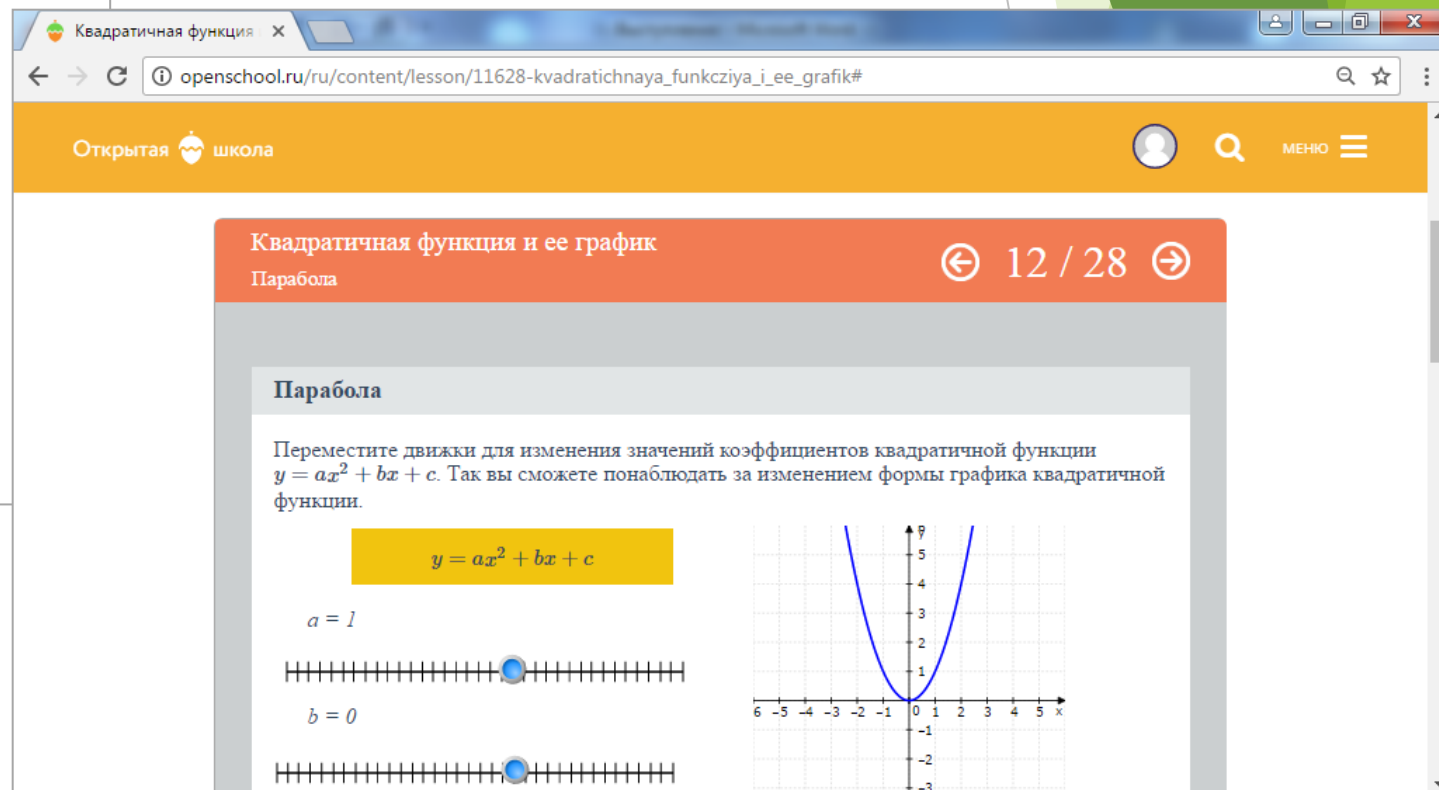 Квадратичная функция
openschool.ru/ru/content/lesson/11628-kvadratichnaya_funkcziya_i_ee_grafik#
Открытая школа
МЕНЮ
Квадратичная функция и ее график
Парабола
12 / 28
Парабола
Переместите движки для изменения значений коэффициентов квадратичной функции
y = ax² + bx + c. Так вы сможете понаблюдать за изменением формы графика квадратичной
функции.
y = ax² + bx + c
a = 1
b = 0
y
5
4
3
2
1
6 -5 -4 -3 -2 -1 0 1 2 3 4 5 x
-1
-2
-3